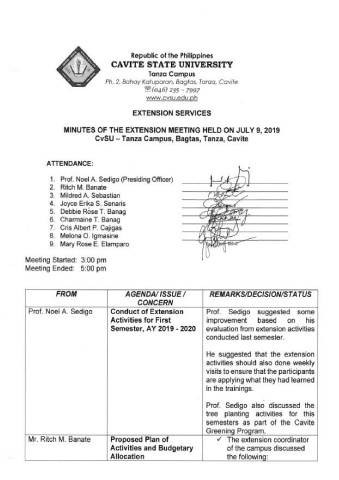 Republic of the Philippines
CAVITE STATE UNIVERSITY
Tanza Campus
Ph. 2, Bahay Katuparan, Bagtas, Tanza, Cavite
(046) 235 – 7997
www.cvsu.edu.ph
EXTENSION SERVICES
MINUTES OF THE EXTENSION MEETING HELD ON JULY 9, 2019
CvSU – Tanza Campus, Bagtas, Tanza, Cavite
ATTENDANCE:
1. Prof. Noel A. Sedigo (Presiding Officer)
2. Ritch M. Banate
3. Mildred A. Sebastian
4. Joyce Erika S. Senaris
5. Debbie Rose T. Banag
6. Charmaine T. Banag
7. Cris Albert P. Cajigas
8. Melona O. Igmasine
9. Mary Rose E. Elamparo
Meeting Started: 3:00 pm
Meeting Ended: 5:00 pm
FROM
AGENDA / ISSUE /
CONCERN
REMARKS/DECISION/STATUS
Prof. Noel A. Sedigo
Conduct of Extension
Activities for First
Semester, AY 2019 - 2020
Prof. Sedigo suggested some
improvement based on his
evaluation from extension activities
conducted last semester.
He suggested that the extension
activities should also done weekly
visits to ensure that the participants
are applying what they had learned
in the trainings.
Prof. Sedigo also discussed the
tree planting activities for this
semesters as part of the Cavite
Greening Program.
Mr. Ritch M. Banate
Proposed Plan of
Activities and Budgetary
Allocation
✓ The extension coordinator
of the campus discussed
the following: